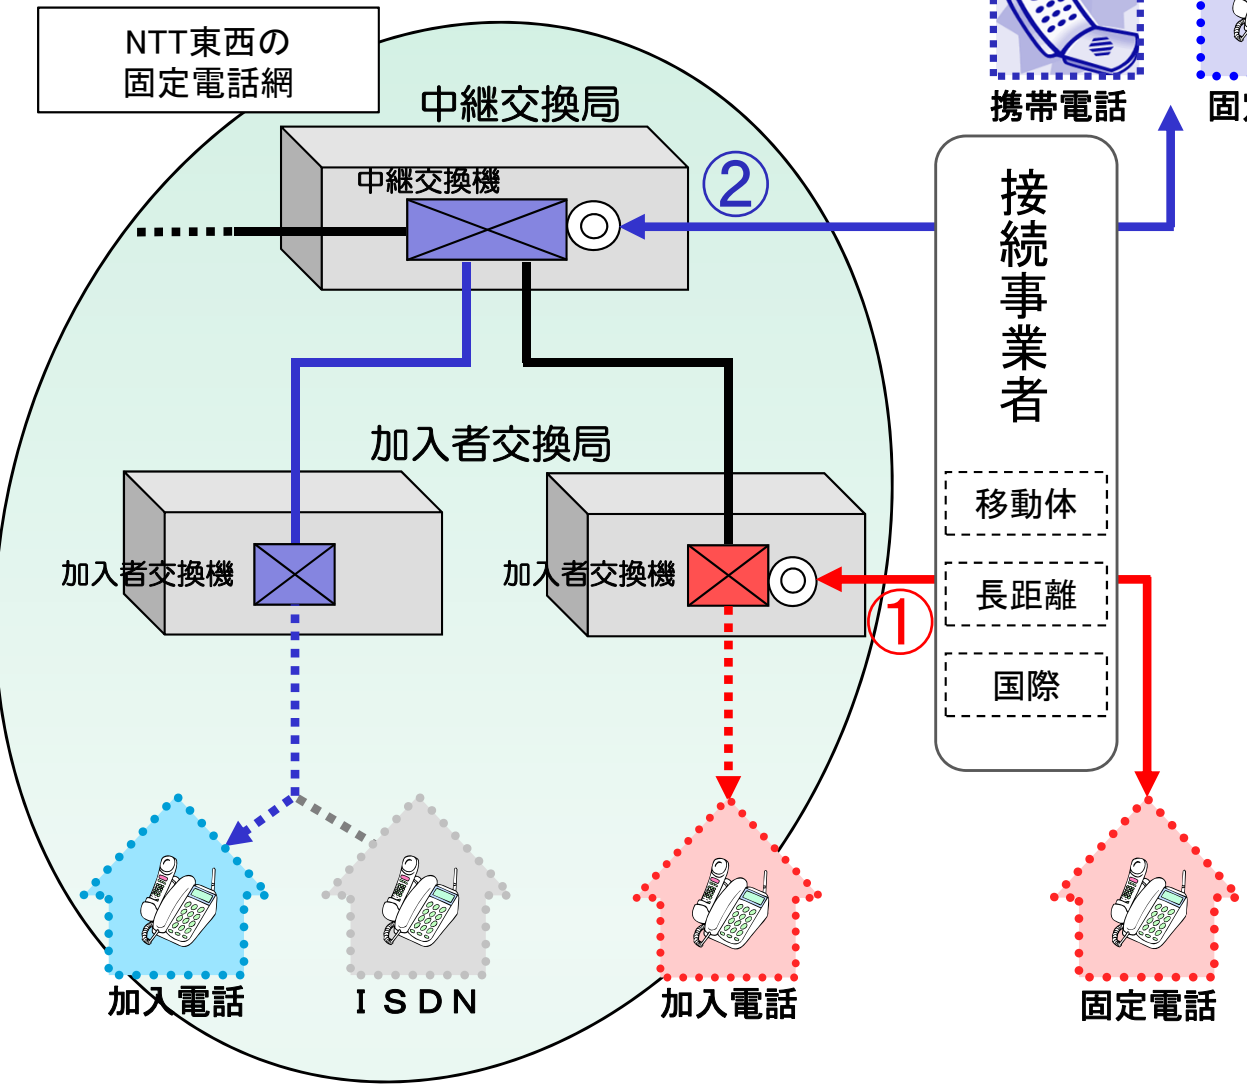 NTT東西の
固定電話網
中継交換局
中継交換機
②
携帯電話
固
接続事業者
移動体
長距離
国際
加入者交換局
加入者交換機
加入者交換機
①
加入電話
ISDN
加入電話
固定電話